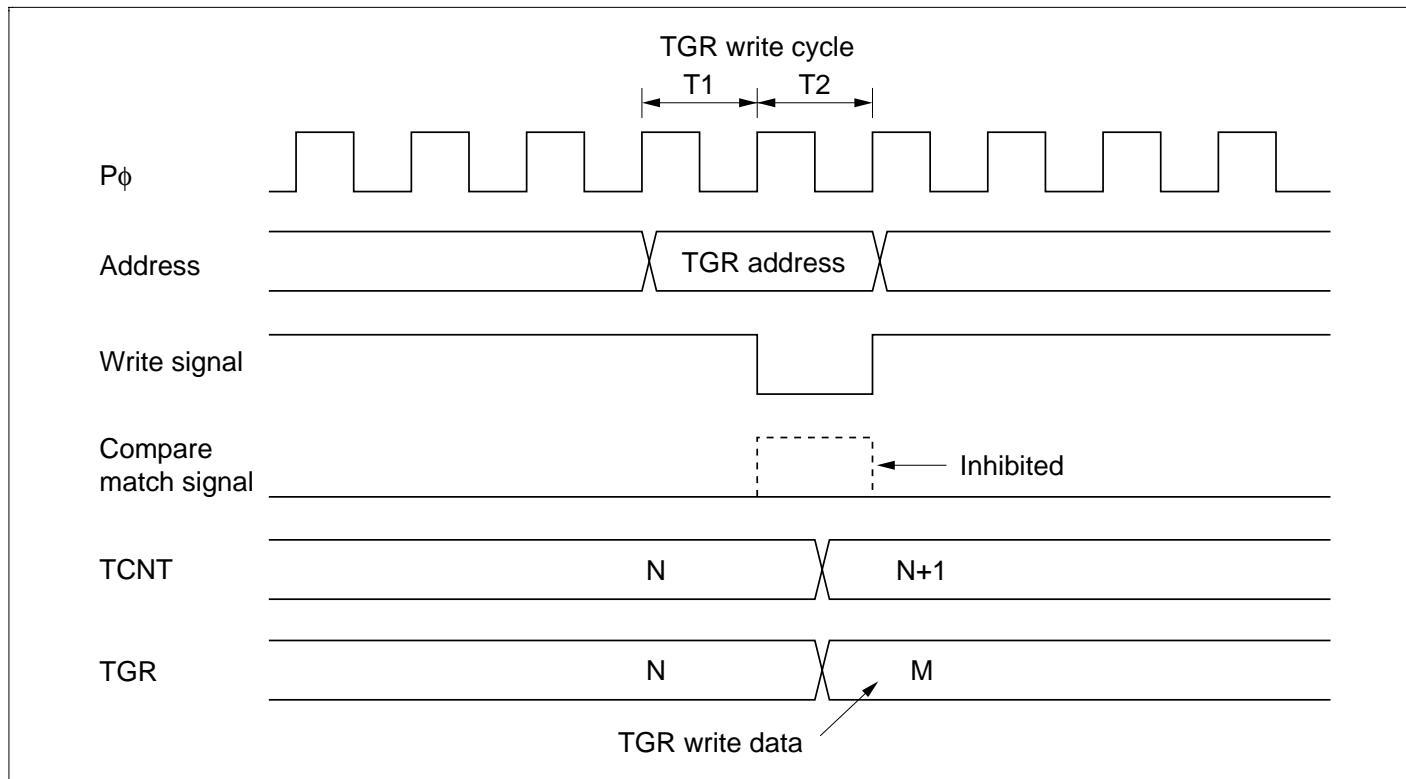 TGR write cycle
T1 T2
Pϕ
Address TGR address
Write signal
Compare
match signal
Inhibited
TCNT N N+1
TGR N M
TGR write data